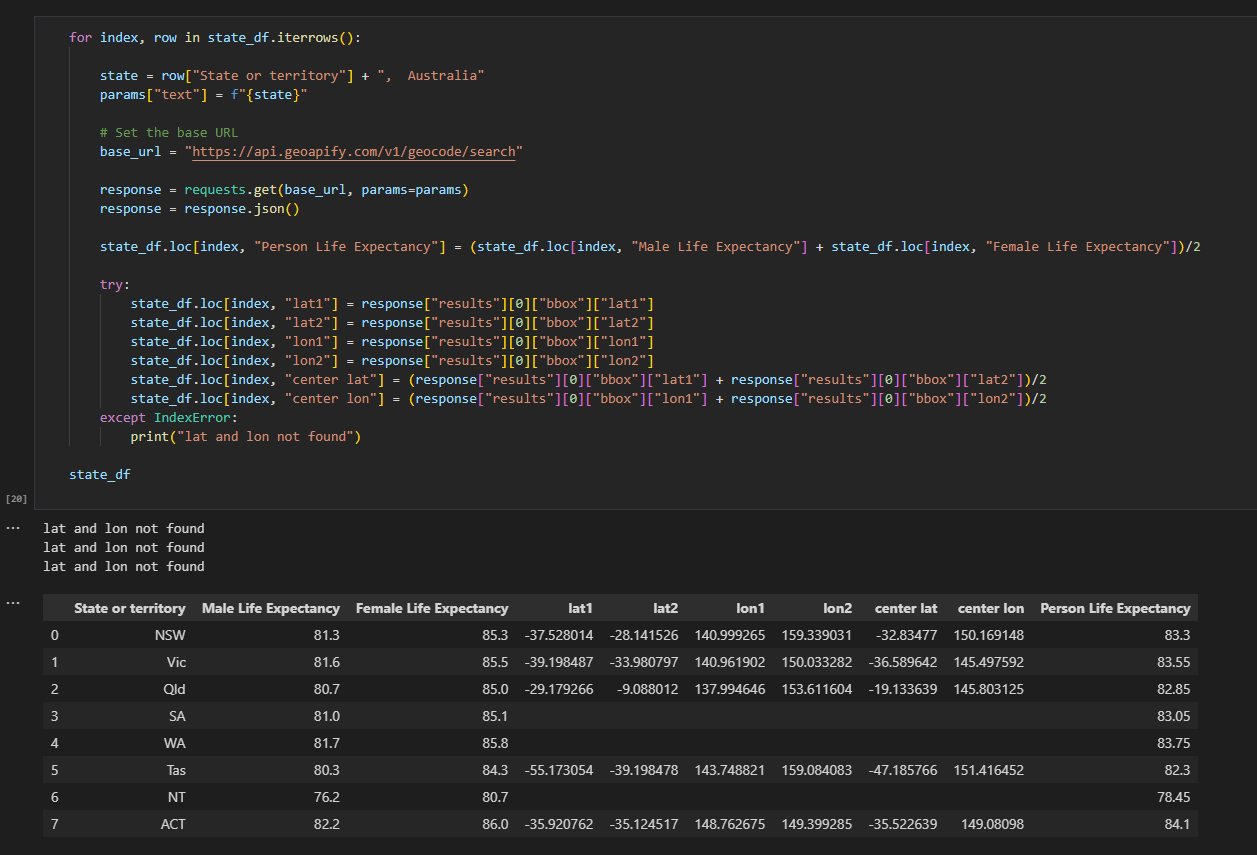 for index, row in state_df.iterrows():
state = row["State or territory"] + ",  Australia"
params["text"] = f"{state}"
# Set the base URL
base_url = "https://api.geoapify.com/v1/geocode/search"
response = requests.get(base_url, params=params)
response = response.json()
state_df.loc[index, "Person Life Expectancy"] = (state_df.loc[index, "Male Life Expectancy"] + state_df.loc[index, "Female Life Expectancy"])/2
try:
state_df.loc[index, "lat1"] = response["results"][0]["bbox"]["lat1"]
state_df.loc[index, "lat2"] = response["results"][0]["bbox"]["lat2"]
state_df.loc[index, "lon1"] = response["results"][0]["bbox"]["lon1"]
state_df.loc[index, "lon2"] = response["results"][0]["bbox"]["lon2"]
state_df.loc[index, "center lat"] = (response["results"][0]["bbox"]["lat1"] + response["results"][0]["bbox"]["lat2"])/2
state_df.loc[index, "center lon"] = (response["results"][0]["bbox"]["lon1"] + response["results"][0]["bbox"]["lon2"])/2
except IndexError:
print("lat and lon not found")
state_df
[20]
... lat and lon not found
lat and lon not found
lat and lon not found
...
State or territory Male Life Expectancy Female Life Expectancy lat1 lat2 lon1 lon2 center lat center lon Person Life Expectancy
0 NSW 81.3 85.3 -37.528014 -28.141526 140.999265 159.339031 -32.83477 150.169148 83.3
1 Vic 81.6 85.5 -39.198487 -33.980797 140.961902 150.033282 -36.589642 145.497592 83.55
2 Qld 80.7 85.0 -29.179266 -9.088012 137.994646 153.611604 -19.133639 145.803125 82.85
3 SA 81.0 85.1 83.05
4 WA 81.7 85.8 83.75
5 Tas 80.3 84.3 -55.173054 -39.198478 143.748821 159.084083 -47.185766 151.416452 82.3
6 NT 76.2 80.7 78.45
7 ACT 82.2 86.0 -35.920762 -35.124517 148.762675 149.399285 -35.522639 149.08098 84.1